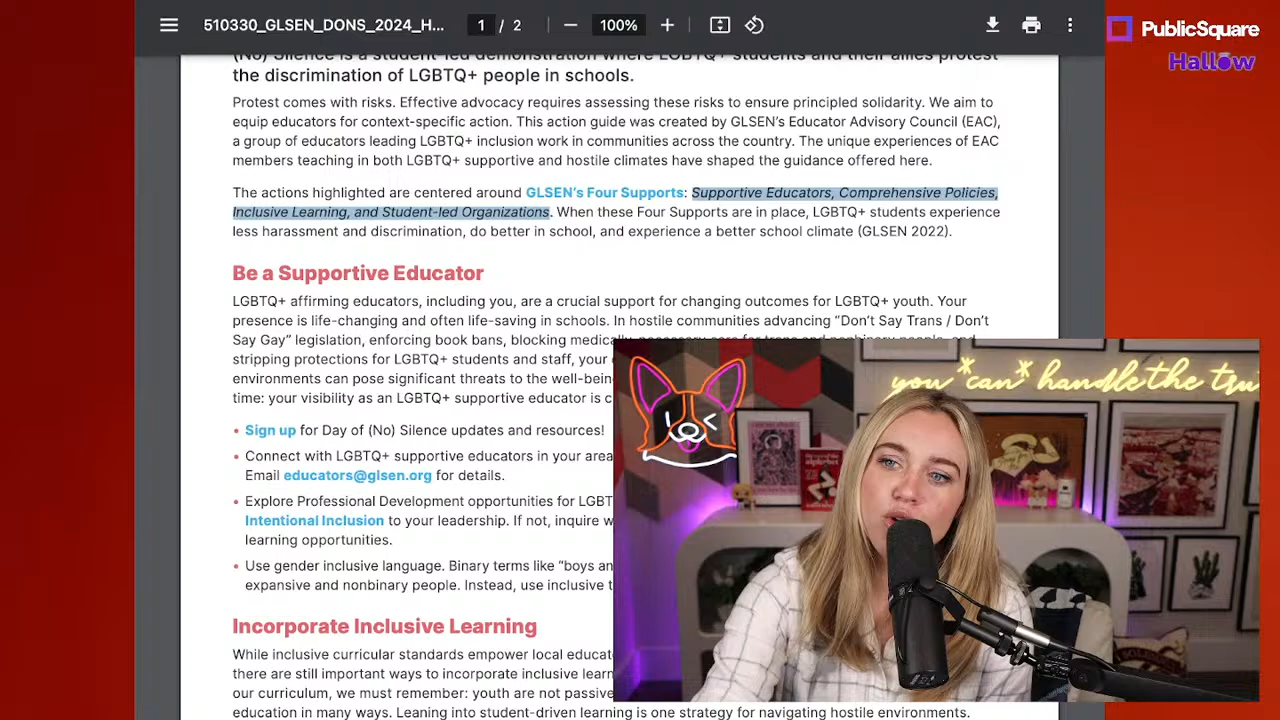 510330_GLSEN_DONS_2024_H...
1 / 2
100%
PublicSquare
Hallow
(No) Silence is a student-led demonstration where LGBTQ+ students and their allies protest
the discrimination of LGBTQ+ people in schools.
Protest comes with risks. Effective advocacy requires assessing these risks to ensure principled solidarity. We aim to
equip educators for context-specific action. This action guide was created by GLSEN's Educator Advisory Council (EAC),
a group of educators leading LGBTQ+ inclusion work in communities across the country. The unique experiences of EAC
members teaching in both LGBTQ+ supportive and hostile climates have shaped the guidance offered here.
The actions highlighted are centered around GLSEN's Four Supports: Supportive Educators, Comprehensive Policies,
Inclusive Learning, and Student-led Organizations. When these Four Supports are in place, LGBTQ+ students experience
less harassment and discrimination, do better in school, and experience a better school climate (GLSEN 2022).
Be a Supportive Educator
LGBTQ+ affirming educators, including you, are a crucial support for changing outcomes for LGBTQ+ youth. Your
presence is life-changing and often life-saving in schools. In hostile communities advancing “Don't Say Trans / Don't
Say Gay” legislation, enforcing book bans, blocking
stripping protections for LGBTQ+ students and staff, your
environments can pose significant threats to the well-bein
time: your visibility as an LGBTQ+ supportive educator is c
• Sign up for Day of (No) Silence updates and resources!
• Connect with LGBTQ+ supportive educators in your area
Email educators@glsen.org for details.
• Explore Professional Development opportunities for LGBT
Intentional Inclusion to your leadership. If not, inquire w
learning opportunities.
• Use gender inclusive language. Binary terms like “boys an
expansive and nonbinary people. Instead, use inclusive t
Incorporate Inclusive Learning
While inclusive curricular standards empower local educat
there are still important ways to incorporate inclusive learn
our curriculum, we must remember: youth are not passive
education in many ways. Leaning into student-driven learning is one strategy for navigating hostile environments.
you *can* handle the tru